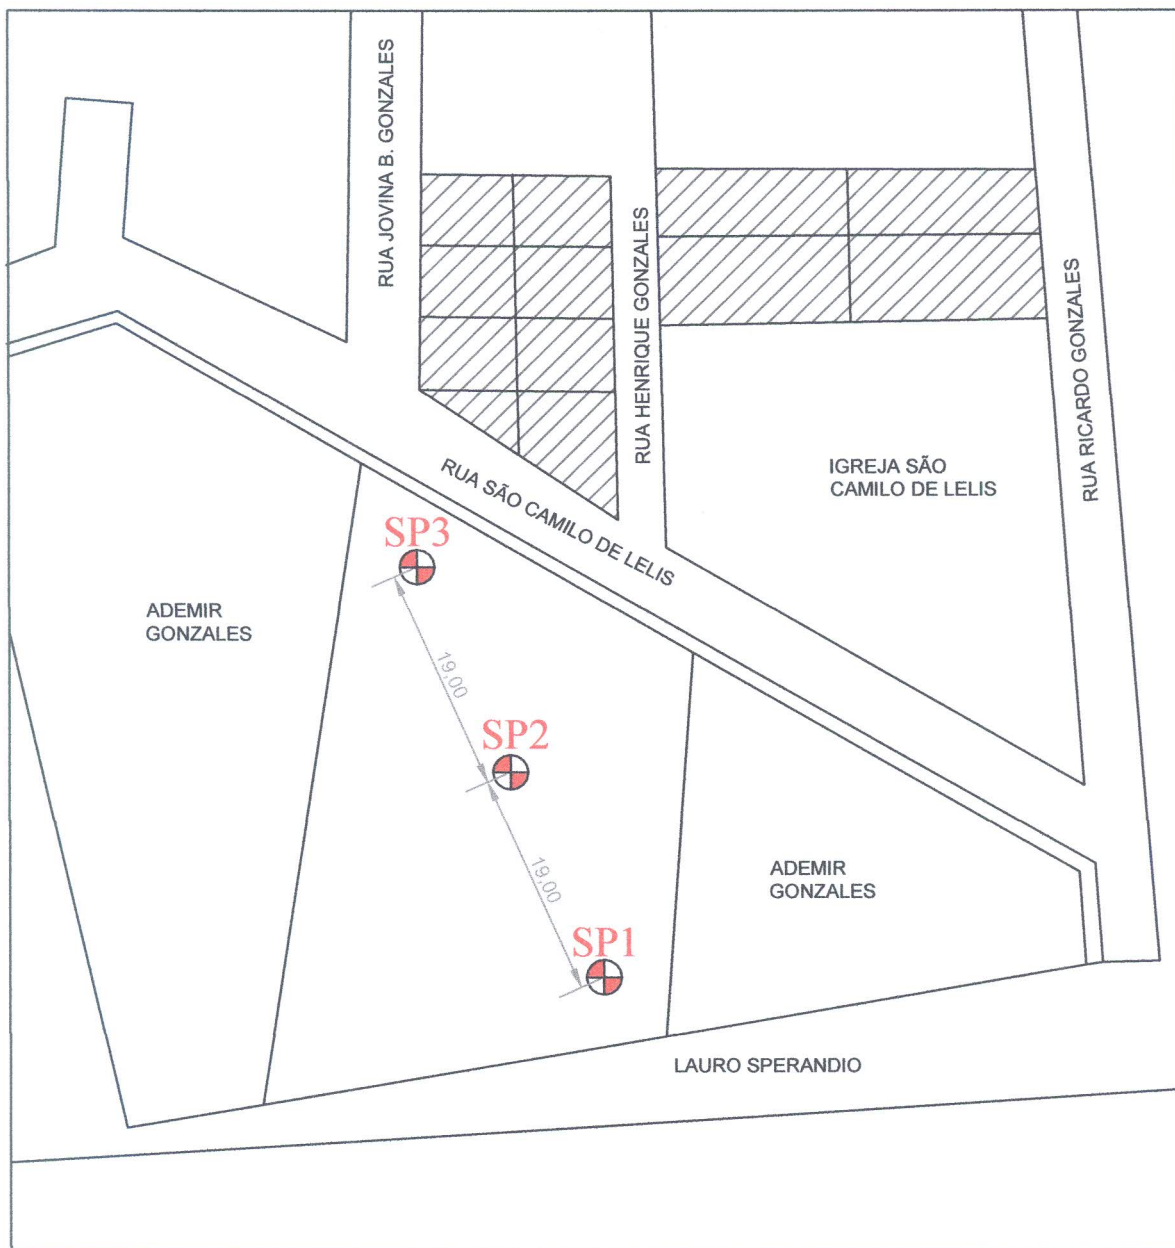 RUA JOVINA B. GONZALES
RUA HENRIQUE GONZALES
RUA RICARDO GONZALES
RUA SÃO CAMILO DE LELIS
IGREJA SÃO
CAMILO DE LELIS
SP3
ADEMIR
GONZALES
19,00
SP2
19,00
ADEMIR
GONZALES
SP1
LAURO SPERANDIO